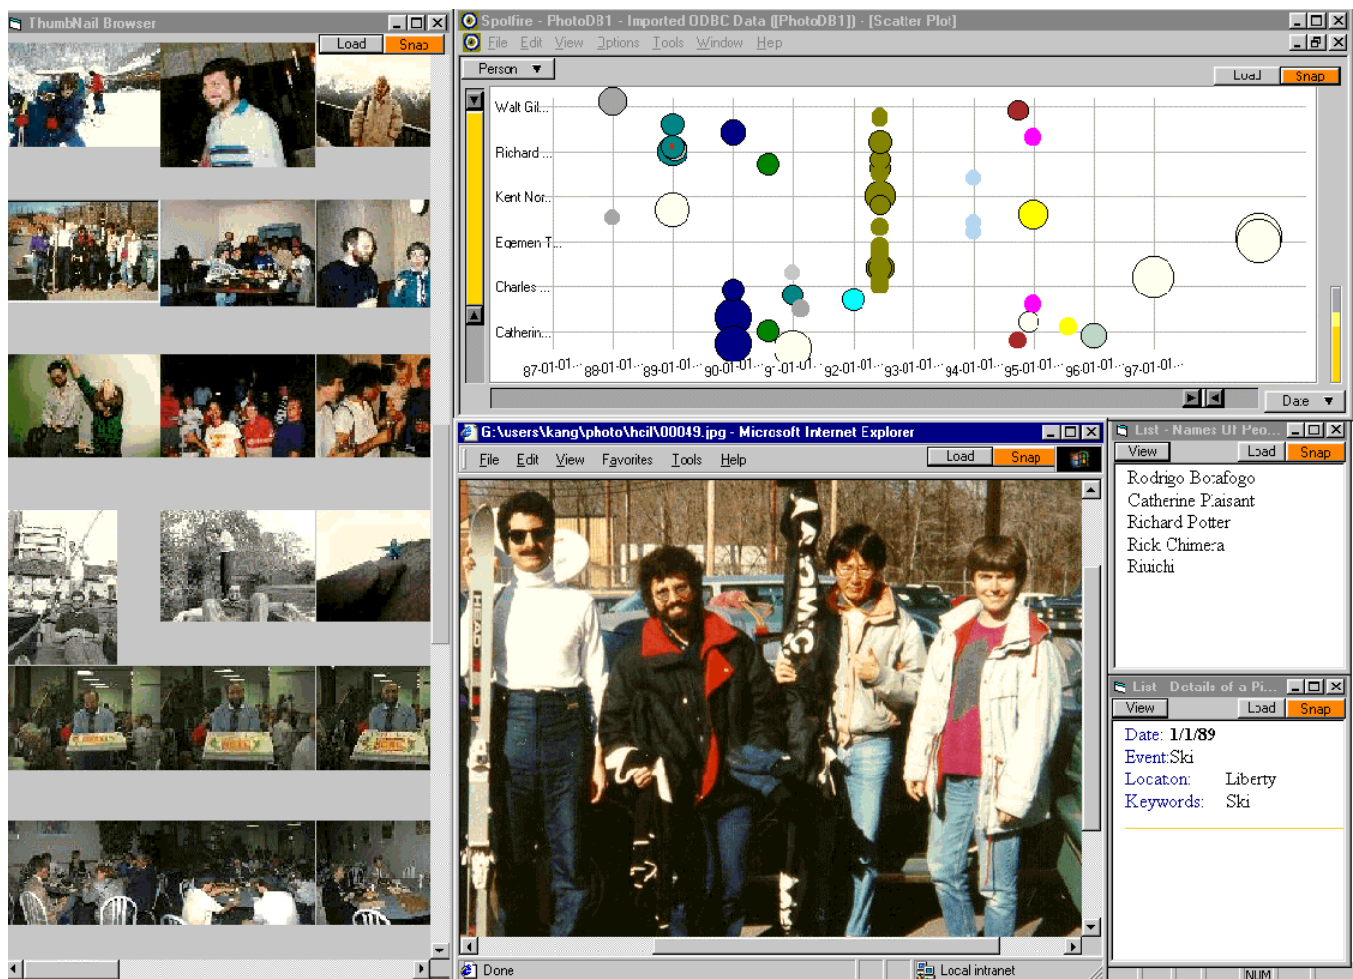 ThumbNail Browser
Load Snap
Spotfire - PhotoDB1 - Imported ODBC Data ([PhotoDB1]) - [Scatter Plot]
File Edit View Options Tools Window Help
Person
Load Snap
Walt Gil...
Richard ...
Kent Nor...
Egemen T...
Charles ...
Catherin...
87-01-01... 88-01-01... 89-01-01... 90-01-01... 91-01-01... 92-01-01... 93-01-01... 94-01-01... 95-01-01... 96-01-01... 97-01-01...
Date
G:\users\kang\photo\hcil\00049.jpg - Microsoft Internet Explorer
File Edit View Favorites Tools Help Load Snap
HEAD
Done Local intranet
List - Names Of Peo...
View Load Snap
Rodrigo Botafogo
Catherine Plaisant
Richard Potter
Rick Chimera
Riuichi
List Details of a Pi...
View Load Snap
Date: 1/1/89
Event:Ski
Location: Liberty
Keywords: Ski
NUM